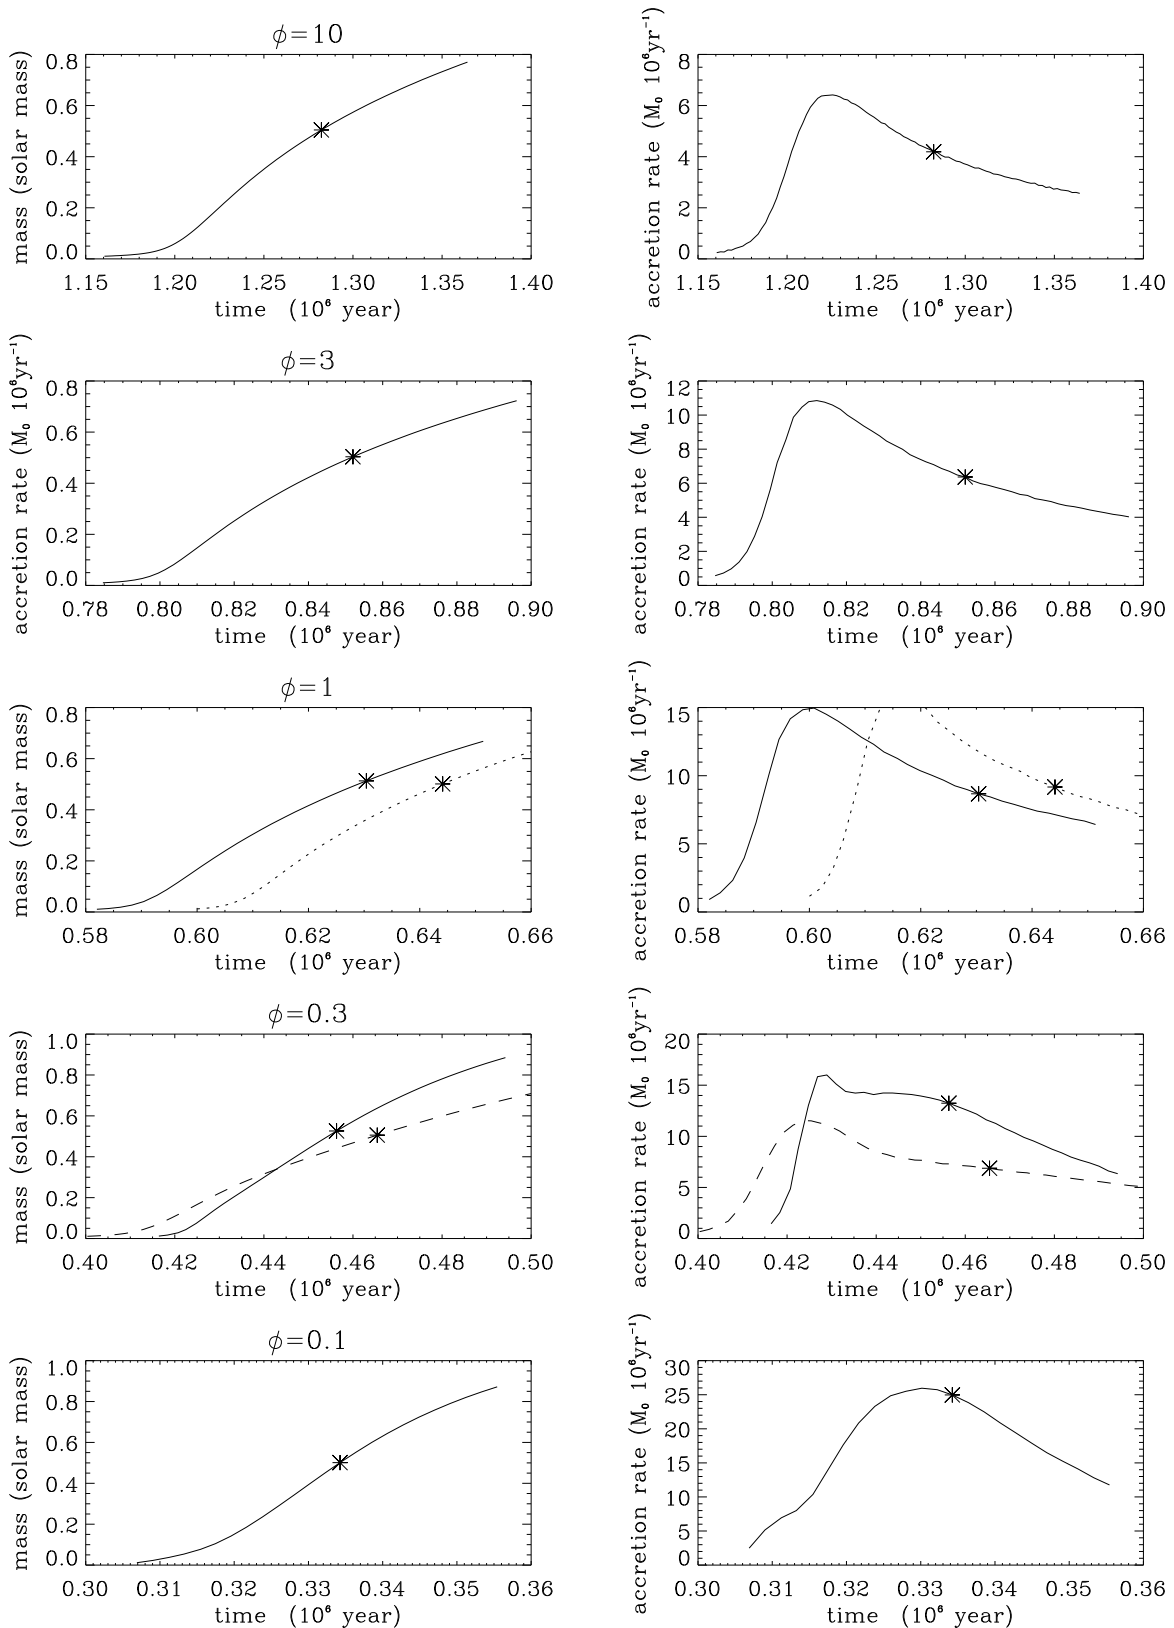 ϕ=10
mass (solar mass)
0.8
0.6
0.4
0.2
0.0
1.15 1.20 1.25 1.30 1.35 1.40
time (10⁶ year)
accretion rate (M₀ 10⁶yr⁻¹)
8
6
4
2
0
1.15 1.20 1.25 1.30 1.35 1.40
time (10⁶ year)
ϕ=3
accretion rate (M₀ 10⁶yr⁻¹)
0.8
0.6
0.4
0.2
0.0
0.78 0.80 0.82 0.84 0.86 0.88 0.90
time (10⁶ year)
accretion rate (M₀ 10⁶yr⁻¹)
12
10
8
6
4
2
0
0.78 0.80 0.82 0.84 0.86 0.88 0.90
time (10⁶ year)
ϕ=1
mass (solar mass)
0.8
0.6
0.4
0.2
0.0
0.58 0.60 0.62 0.64 0.66
time (10⁶ year)
accretion rate (M₀ 10⁶yr⁻¹)
15
10
5
0
0.58 0.60 0.62 0.64 0.66
time (10⁶ year)
ϕ=0.3
mass (solar mass)
1.0
0.8
0.6
0.4
0.2
0.0
0.40 0.42 0.44 0.46 0.48 0.50
time (10⁶ year)
accretion rate (M₀ 10⁶yr⁻¹)
20
15
10
5
0
0.40 0.42 0.44 0.46 0.48 0.50
time (10⁶ year)
ϕ=0.1
mass (solar mass)
1.0
0.8
0.6
0.4
0.2
0.0
0.30 0.31 0.32 0.33 0.34 0.35 0.36
time (10⁶ year)
accretion rate (M₀ 10⁶yr⁻¹)
30
25
20
15
10
5
0
0.30 0.31 0.32 0.33 0.34 0.35 0.36
time (10⁶ year)